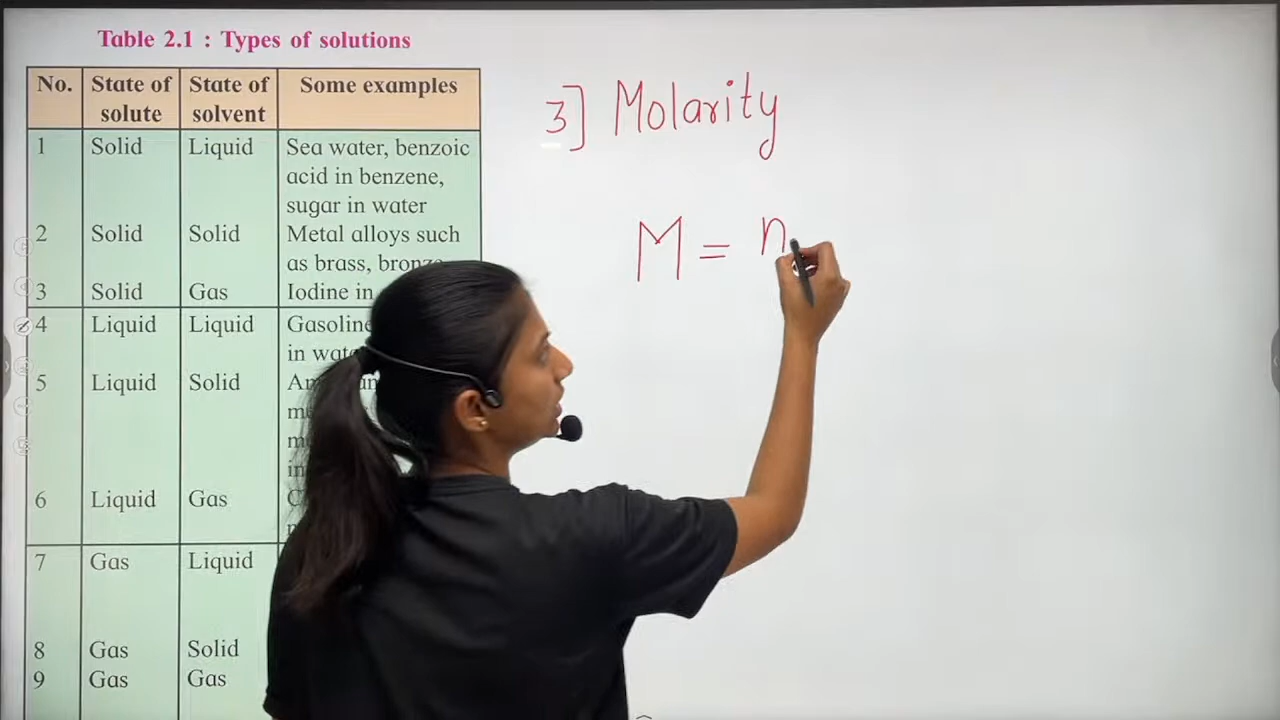 Table 2.1 : Types of solutions
No. State of solute State of solvent Some examples
1 Solid Liquid Sea water, benzoic
acid in benzene,
sugar in water
2 Solid Solid Metal alloys such
as brass, bronze
3 Solid Gas Iodine in
4 Liquid Liquid Gasoline
in water
5 Liquid Solid
in
6 Liquid Gas
7 Gas Liquid
8 Gas Solid
9 Gas Gas
3] Molarity
M = n